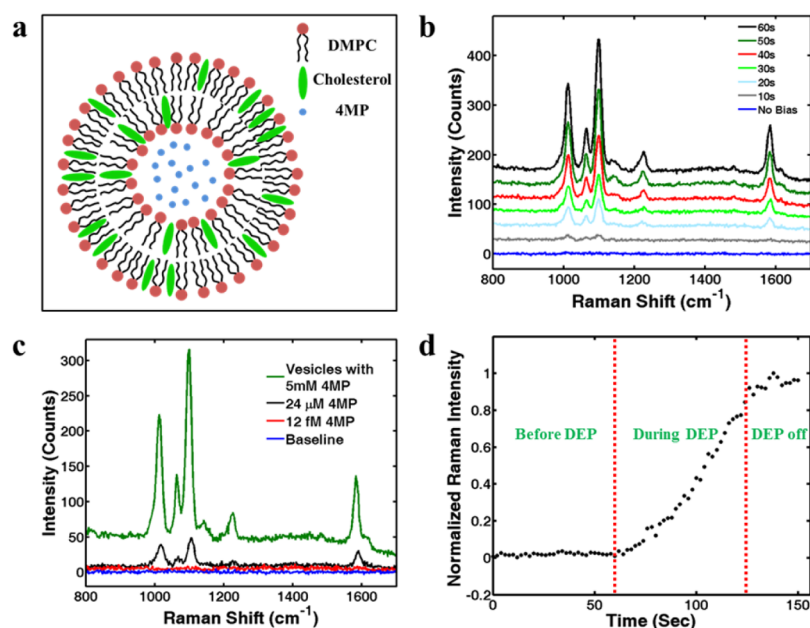 a
DMPC
Cholesterol
4MP
b
Intensity (Counts)
400
300
200
100
0
60s
50s
40s
30s
20s
10s
No Bias
800 1000 1200 1400 1600
Raman Shift (cm-1)
c
Intensity (Counts)
300
250
200
150
100
50
0
Vesicles with
5mM 4MP
24 μM 4MP
12 fM 4MP
Baseline
800 1000 1200 1400 1600
Raman Shift (cm-1)
d
Normalized Raman Intensity
1
0.8
0.6
0.4
0.2
0
-0.2
Before DEP During DEP DEP off
0 50 100 150
Time (Sec)